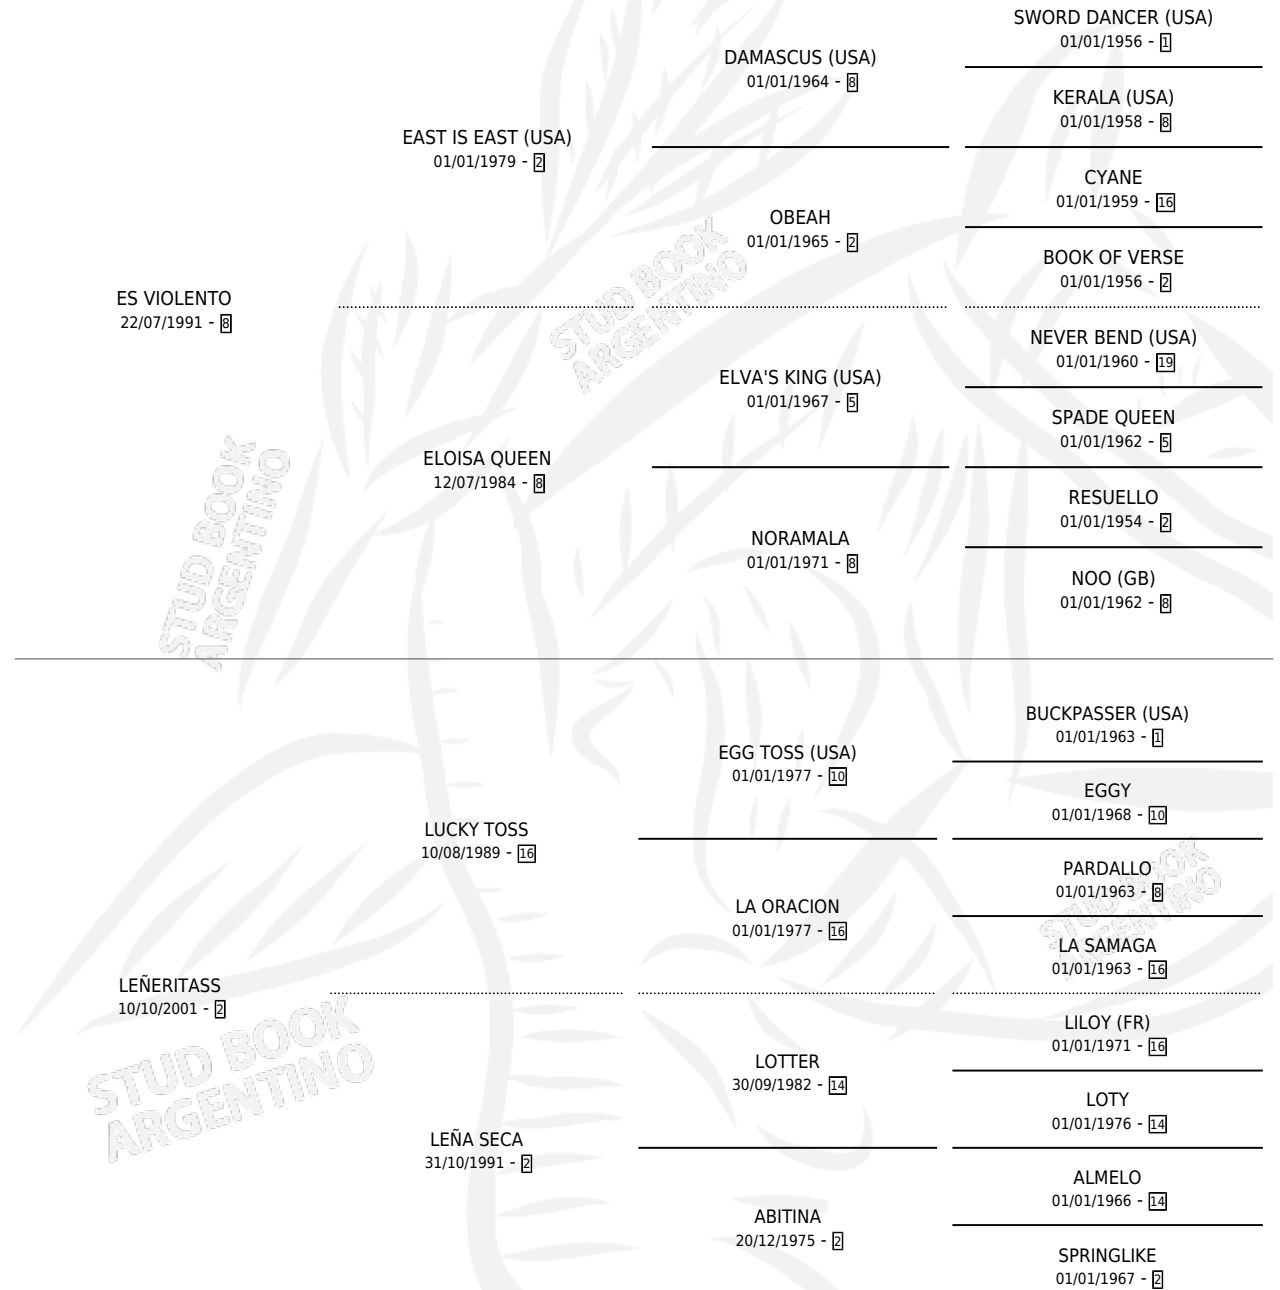 SWORD DANCER (USA)
01/01/1956 - 1
DAMASCUS (USA)
01/01/1964 - 8
KERALA (USA)
01/01/1958 - 8
EAST IS EAST (USA)
01/01/1979 - 2
CYANE
01/01/1959 - 16
OBEAH
01/01/1965 - 2
BOOK OF VERSE
01/01/1956 - 2
ES VIOLENTO
22/07/1991 - 8
NEVER BEND (USA)
01/01/1960 - 19
ELVA'S KING (USA)
01/01/1967 - 5
SPADE QUEEN
01/01/1962 - 5
ELOISA QUEEN
12/07/1984 - 8
RESUELLO
01/01/1954 - 2
NORAMALA
01/01/1971 - 8
NOO (GB)
01/01/1962 - 8
STUD BOOK
ARGENTINO
STUD BOOK
ARGENTINO
BUCKPASSER (USA)
01/01/1963 - 1
EGG TOSS (USA)
01/01/1977 - 10
EGGY
01/01/1968 - 10
LUCKY TOSS
10/08/1989 - 16
PARDALLO
01/01/1963 - 8
LA ORACION
01/01/1977 - 16
LA SAMAGA
01/01/1963 - 16
LEÑERITASS
10/10/2001 - 2
LILOY (FR)
01/01/1971 - 16
LOTTER
30/09/1982 - 14
LOTY
01/01/1976 - 14
LEÑA SECA
31/10/1991 - 2
ALMELO
01/01/1966 - 14
ABITINA
20/12/1975 - 2
SPRINGLIKE
01/01/1967 - 2
STUD BOOK
ARGENTINO
STUD BOOK
ARGENTINO